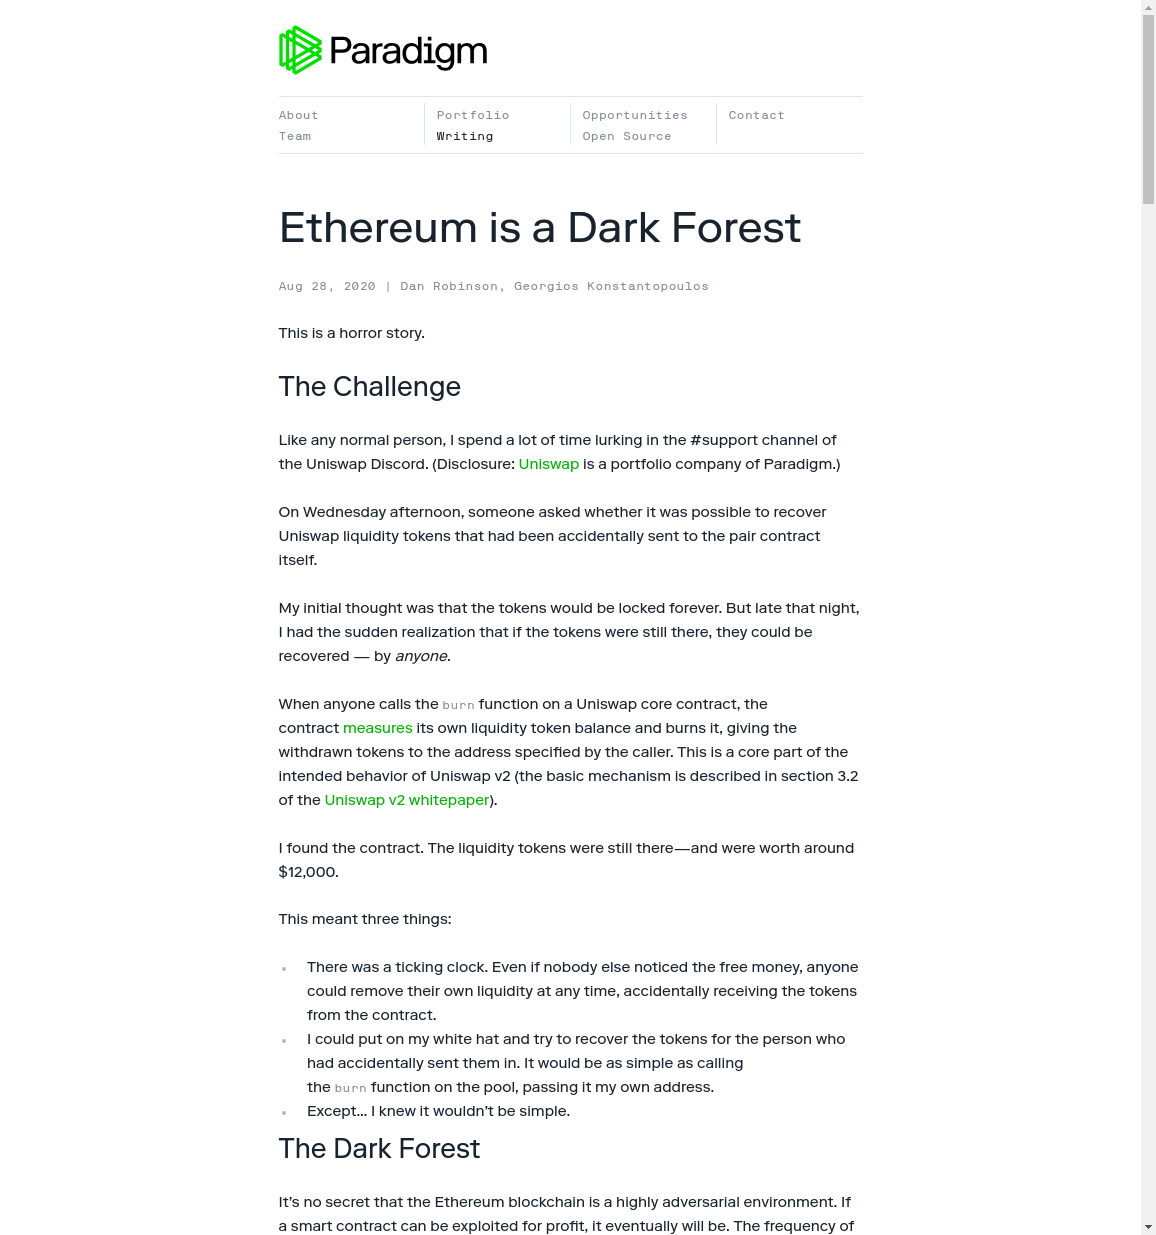 Paradigm
About
Team
Portfolio
Writing
Opportunities
Open Source
Contact
Ethereum is a Dark Forest
Aug 28, 2020 | Dan Robinson, Georgios Konstantopoulos
This is a horror story.
The Challenge
Like any normal person, I spend a lot of time lurking in the #support channel of
the Uniswap Discord. (Disclosure: Uniswap is a portfolio company of Paradigm.)
On Wednesday afternoon, someone asked whether it was possible to recover
Uniswap liquidity tokens that had been accidentally sent to the pair contract
itself.
My initial thought was that the tokens would be locked forever. But late that night,
I had the sudden realization that if the tokens were still there, they could be
recovered — by anyone.
When anyone calls the burn function on a Uniswap core contract, the
contract measures its own liquidity token balance and burns it, giving the
withdrawn tokens to the address specified by the caller. This is a core part of the
intended behavior of Uniswap v2 (the basic mechanism is described in section 3.2
of the Uniswap v2 whitepaper).
I found the contract. The liquidity tokens were still there—and were worth around
$12,000.
This meant three things:
• There was a ticking clock. Even if nobody else noticed the free money, anyone
could remove their own liquidity at any time, accidentally receiving the tokens
from the contract.
• I could put on my white hat and try to recover the tokens for the person who
had accidentally sent them in. It would be as simple as calling
the burn function on the pool, passing it my own address.
• Except… I knew it wouldn’t be simple.
The Dark Forest
It’s no secret that the Ethereum blockchain is a highly adversarial environment. If
a smart contract can be exploited for profit, it eventually will be. The frequency of